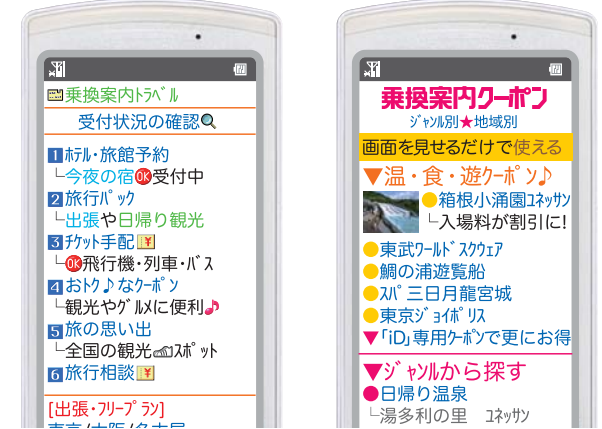 乗換案内ﾄﾗﾍﾞﾙ
受付状況の確認
1ﾎﾃﾙ・旅館予約
└今夜の宿OK受付中
2旅行ﾊﾟｯｸ
└出張や日帰り観光
3ﾁｹｯﾄ手配¥
└OK飛行機・列車・ﾊﾞｽ
4おﾄｸ♪なｸｰﾎﾟﾝ
└観光やｸﾞﾙﾒに便利♪
5旅の思い出
└全国の観光ｽﾎﾟｯﾄ
6旅行相談¥
[出張・ﾌﾘｰﾌﾟﾗﾝ]
東京/大阪/名古屋
乗換案内クーポン
ｼﾞｬﾝﾙ別★地域別
画面を見せるだけで使える
▼温・食・遊ｸｰﾎﾟﾝ♪
●箱根小涌園ﾕﾈｯｻﾝ
└入場料が割引に!
●東武ﾜｰﾙﾄﾞｽｸｳｪｱ
●鯛の浦遊覧船
●ｽﾊﾟ三日月龍宮城
●東京ｼﾞｮｲﾎﾟﾘｽ
▼｢iD｣専用ｸｰﾎﾟﾝで更にお得
▼ｼﾞｬﾝﾙから探す
●日帰り温泉
└湯多利の里 ﾕﾈｯｻﾝ